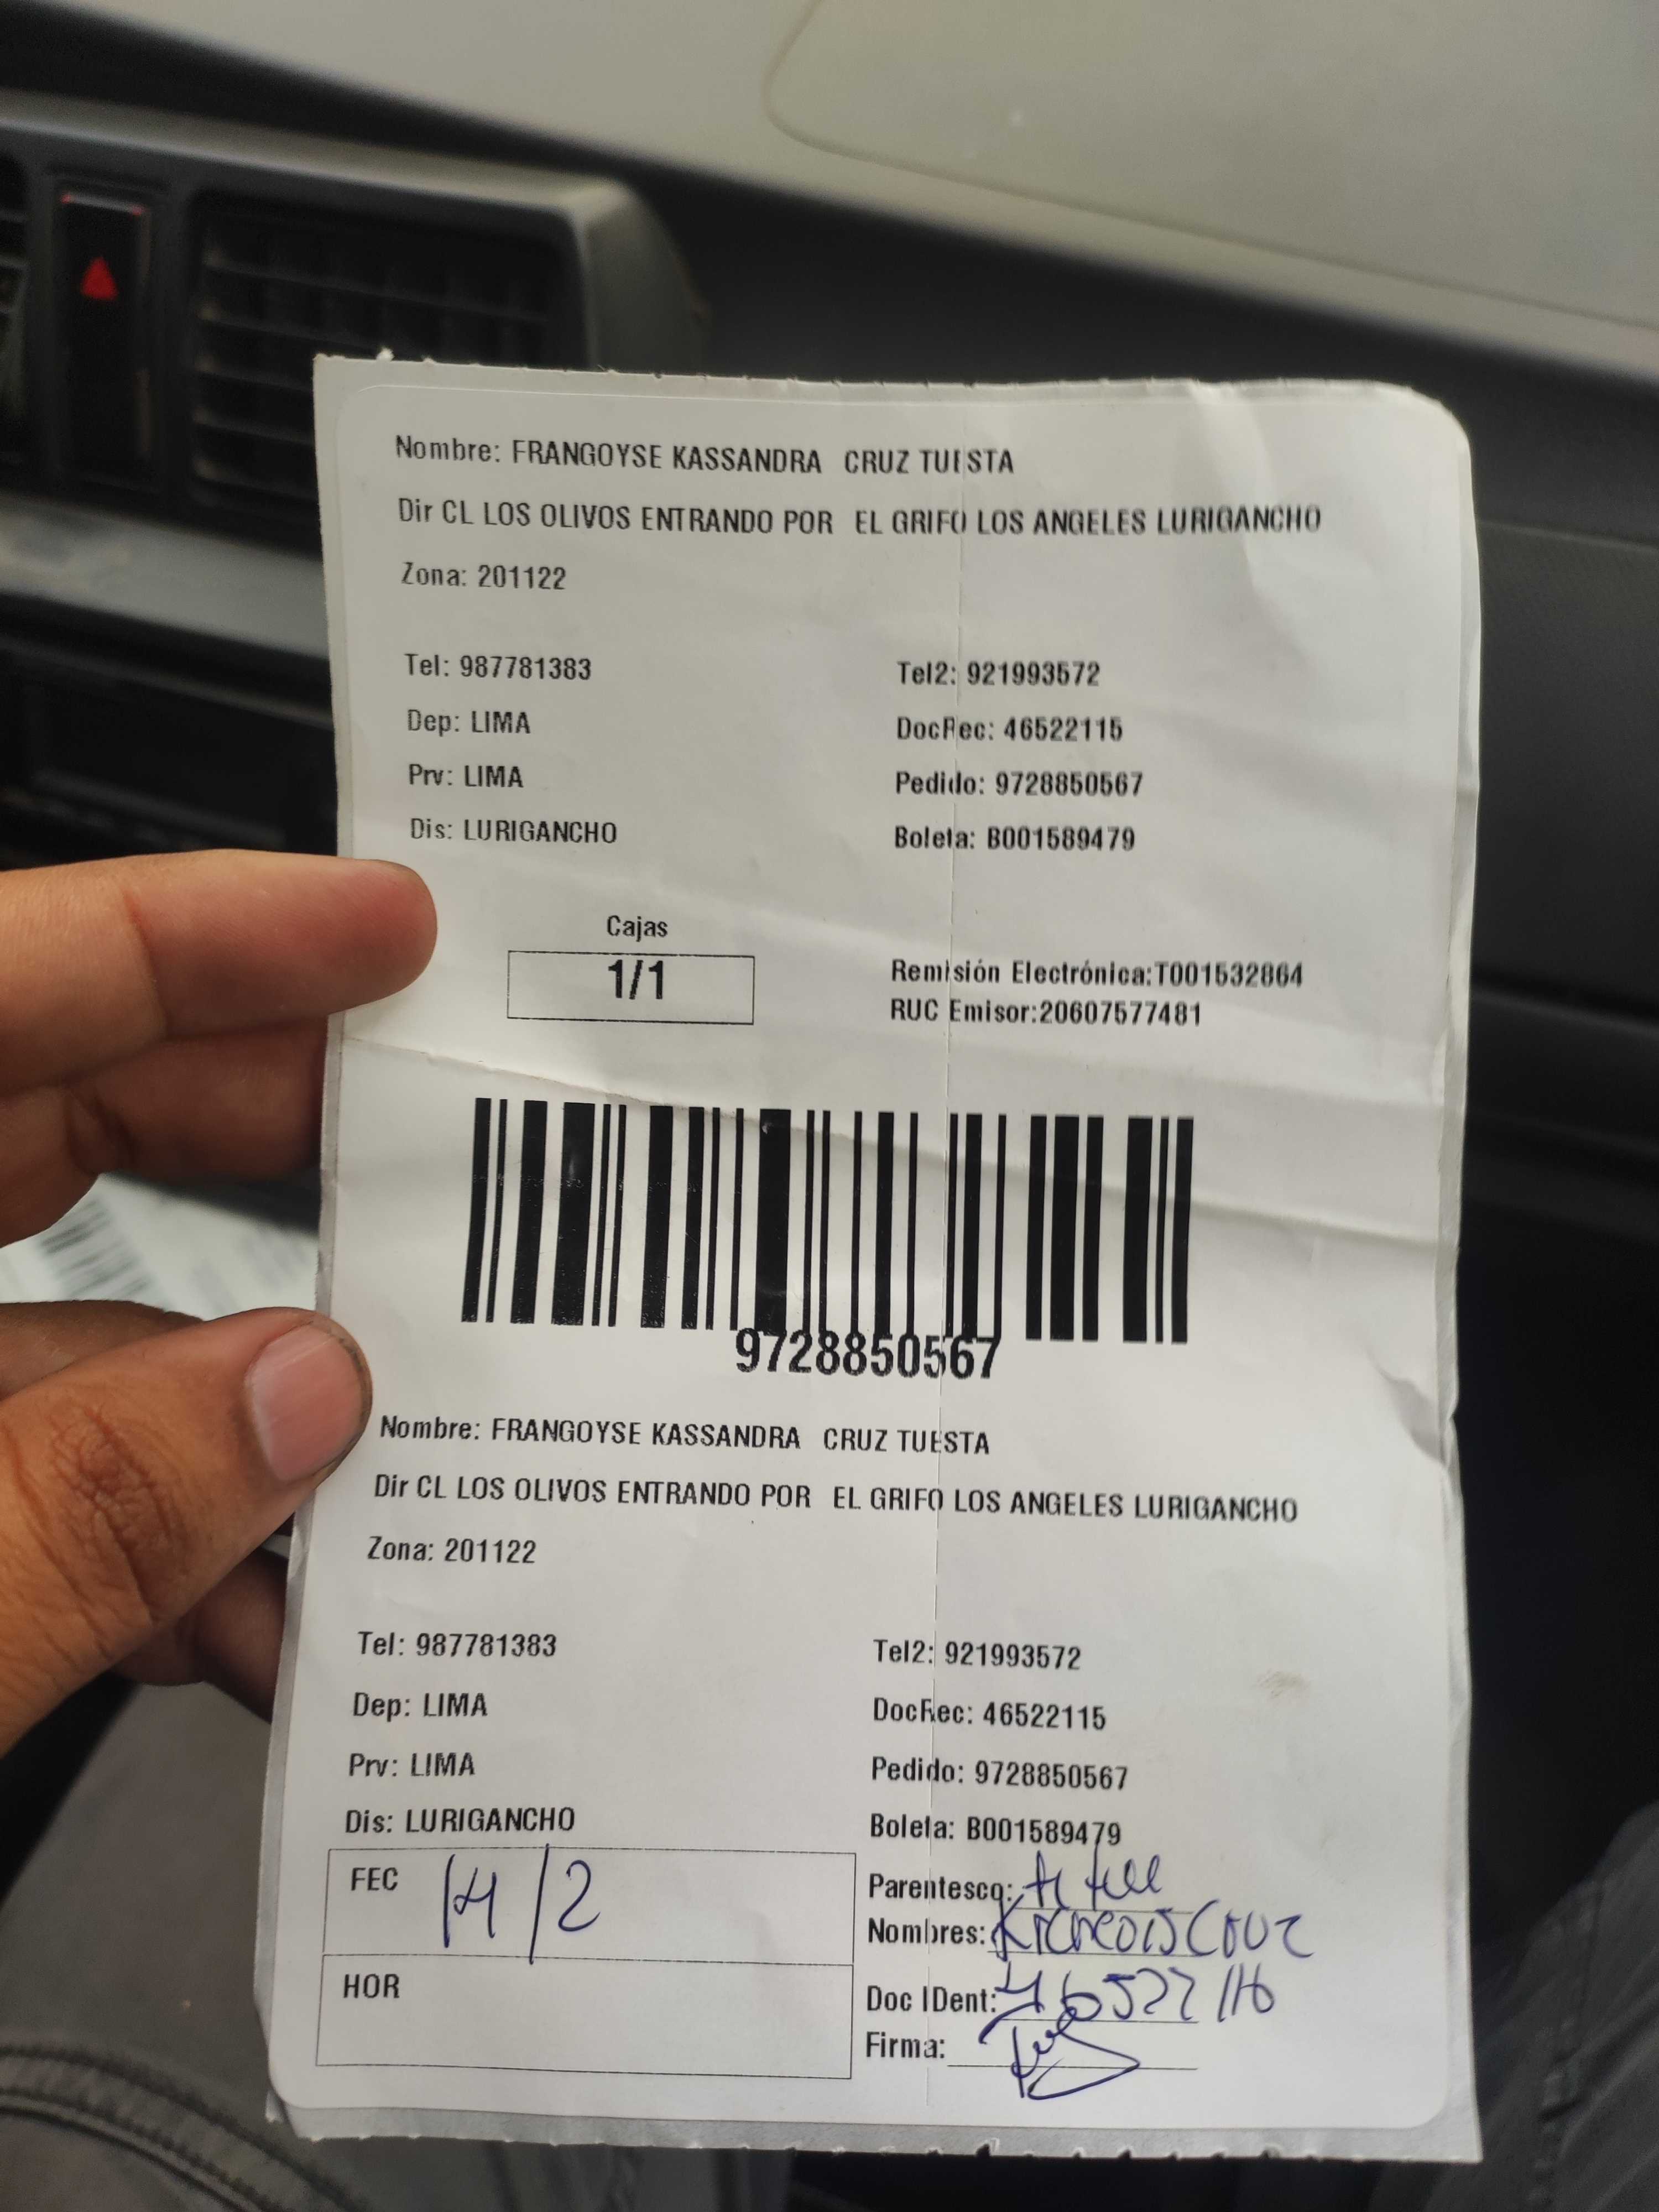 Nombre: FRANGOYSE KASSANDRA CRUZ TUESTA
Dir CL LOS OLIVOS ENTRANDO POR EL GRIFO LOS ANGELES LURIGANCHO
Zona: 201122
Tel: 987781383 Tel2: 921993572
Dep: LIMA DocRec: 46522115
Prv: LIMA Pedido: 9728850567
Dis: LURIGANCHO Boleta: B001589479
Cajas
1/1
Remisión Electrónica:T001532864
RUC Emisor:20607577481
9728850567
Nombre: FRANGOYSE KASSANDRA CRUZ TUESTA
Dir CL LOS OLIVOS ENTRANDO POR EL GRIFO LOS ANGELES LURIGANCHO
Zona: 201122
Tel: 987781383 Tel2: 921993572
Dep: LIMA DocRec: 46522115
Prv: LIMA Pedido: 9728850567
Dis: LURIGANCHO Boleta: B001589479
FEC 14/2 Parentesco:
Nombres:
HOR Doc IDent:
Firma: